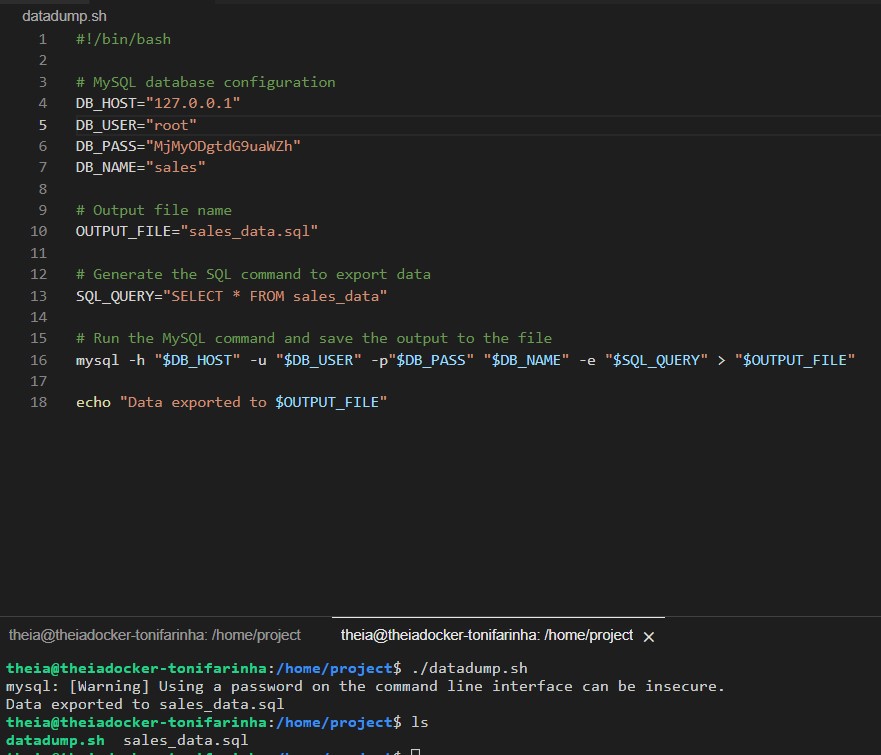 datadump.sh
1 #!/bin/bash
2
3 # MySQL database configuration
4 DB_HOST="127.0.0.1"
5 DB_USER="root"
6 DB_PASS="MjMyODgtdG9uaWZh"
7 DB_NAME="sales"
8
9 # Output file name
10 OUTPUT_FILE="sales_data.sql"
11
12 # Generate the SQL command to export data
13 SQL_QUERY="SELECT * FROM sales_data"
14
15 # Run the MySQL command and save the output to the file
16 mysql -h "$DB_HOST" -u "$DB_USER" -p"$DB_PASS" "$DB_NAME" -e "$SQL_QUERY" > "$OUTPUT_FILE"
17
18 echo "Data exported to $OUTPUT_FILE"
theia@theiadocker-tonifarinha: /home/project theia@theiadocker-tonifarinha: /home/project ×
theia@theiadocker-tonifarinha:/home/project$ ./datadump.sh
mysql: [Warning] Using a password on the command line interface can be insecure.
Data exported to sales_data.sql
theia@theiadocker-tonifarinha:/home/project$ ls
datadump.sh sales_data.sql